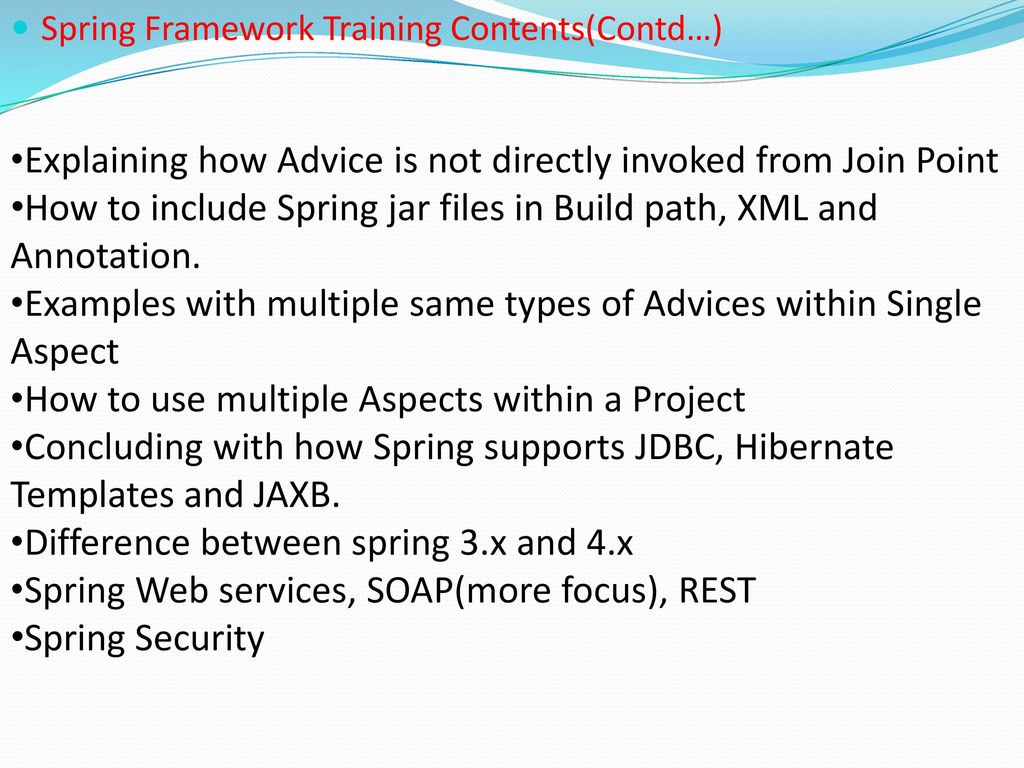 • Spring Framework Training Contents(Contd…)
•Explaining how Advice is not directly invoked from Join Point
•How to include Spring jar files in Build path, XML and
Annotation.
•Examples with multiple same types of Advices within Single
Aspect
•How to use multiple Aspects within a Project
•Concluding with how Spring supports JDBC, Hibernate
Templates and JAXB.
•Difference between spring 3.x and 4.x
•Spring Web services, SOAP(more focus), REST
•Spring Security